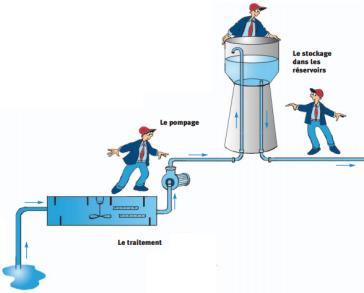 Le stockage
dans les
réservoirs
Le pompage
Le traitement